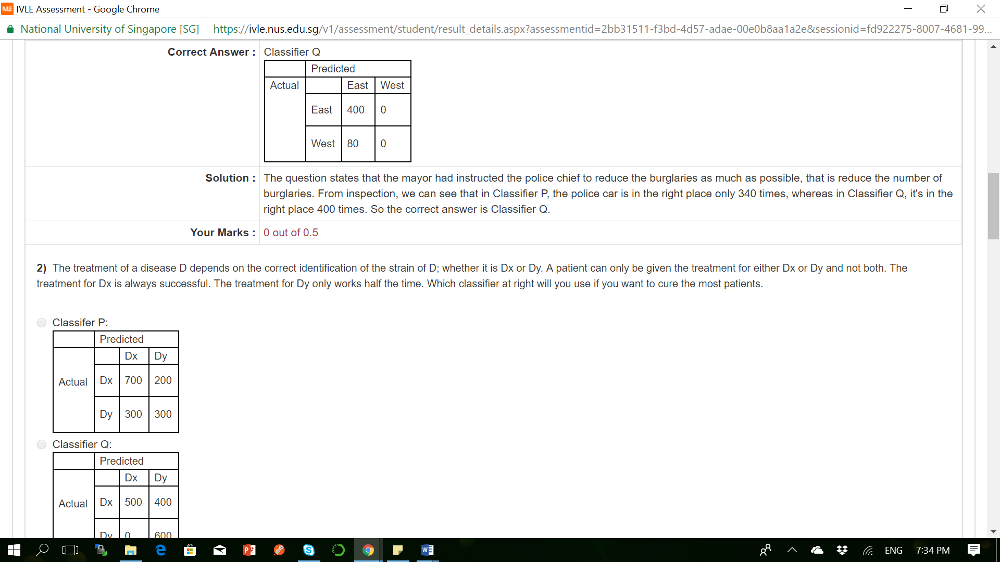 IVLE Assessment - Google Chrome
National University of Singapore [SG] https://ivle.nus.edu.sg/v1/assessment/student/result_details.aspx?assessmentid=2bb31511-f3bd-4d57-adae-00e0b8aa1a2e&sessionid=fd922275-8007-4681-99...
Correct Answer : Classifier Q
Predicted
Actual East West
East 400 0
West 80 0
Solution : The question states that the mayor had instructed the police chief to reduce the burglaries as much as possible, that is reduce the number of
burglaries. From inspection, we can see that in Classifier P, the police car is in the right place only 340 times, whereas in Classifier Q, it's in the
right place 400 times. So the correct answer is Classifier Q.
Your Marks : 0 out of 0.5
2) The treatment of a disease D depends on the correct identification of the strain of D; whether it is Dx or Dy. A patient can only be given the treatment for either Dx or Dy and not both. The
treatment for Dx is always successful. The treatment for Dy only works half the time. Which classifier at right will you use if you want to cure the most patients.
Classifer P:
Predicted
Dx Dy
Actual Dx 700 200
Dy 300 300
Classifier Q:
Predicted
Dx Dy
Actual Dx 500 400
Dy 0 600
ENG 7:34 PM